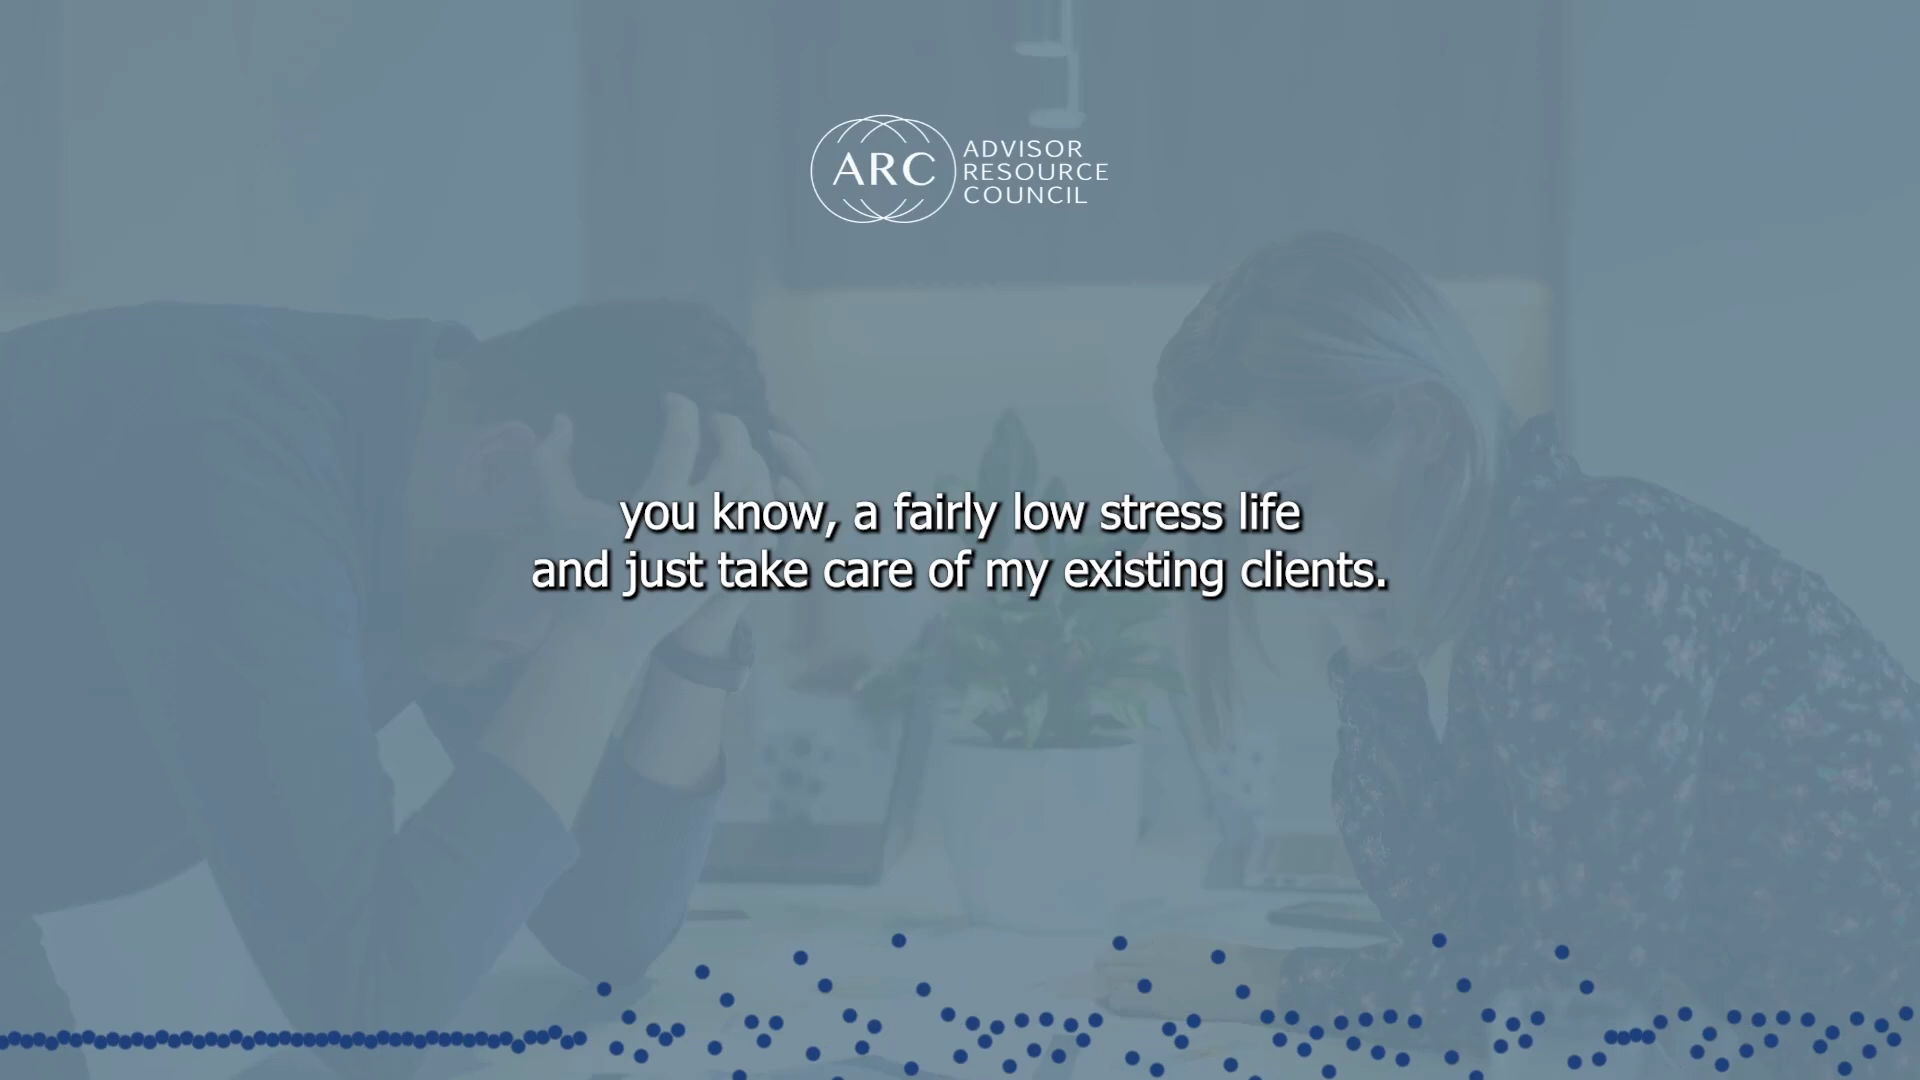 ARC
ADVISOR
RESOURCE
COUNCIL
you know, a fairly low stress life
and just take care of my existing clients.